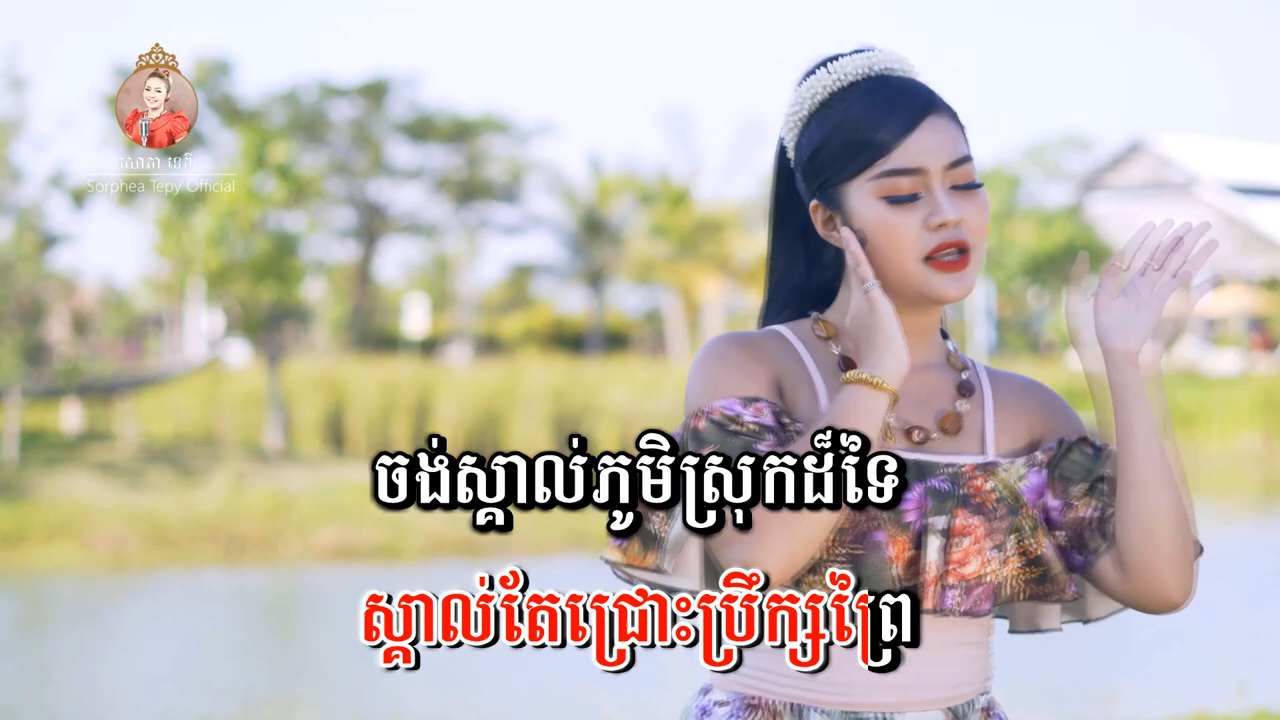 សោភា ទេពី
Sorphea Tepy Official
ចង់ស្គាល់ភូមិស្រុកដ៏ទៃ
ស្គាល់តែជ្រោះប្រឹក្សព្រៃ